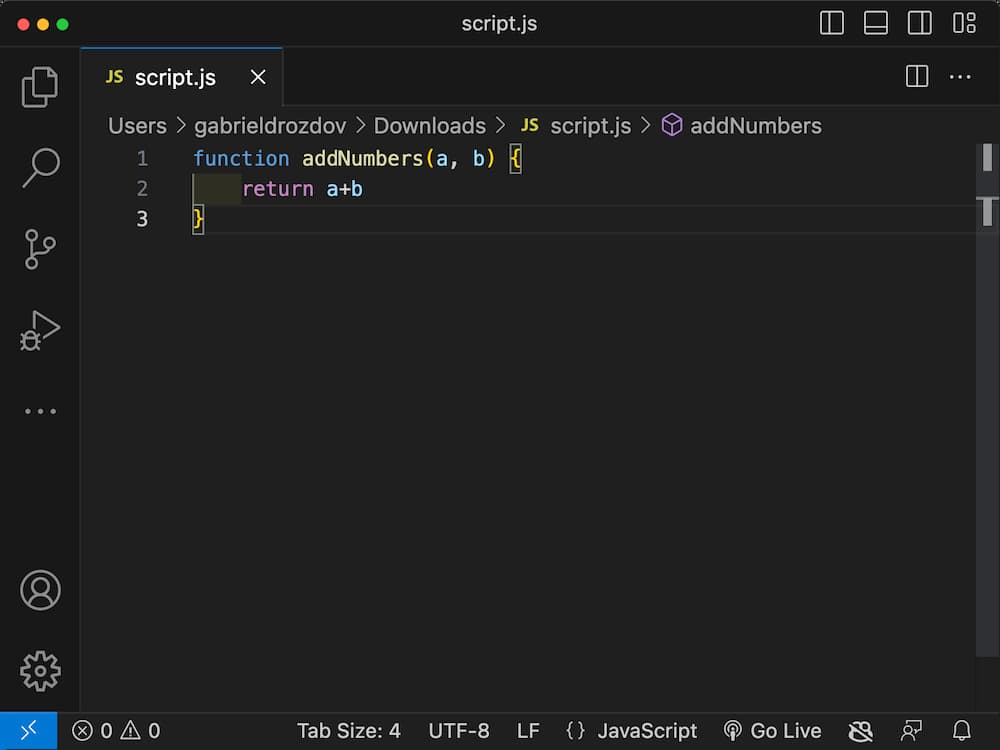 script.js
JS script.js
Users > gabrieldrozdov > Downloads > JS script.js > addNumbers
1 function addNumbers(a, b) {
2     return a+b
3 }
0 0 Tab Size: 4 UTF-8 LF {} JavaScript Go Live